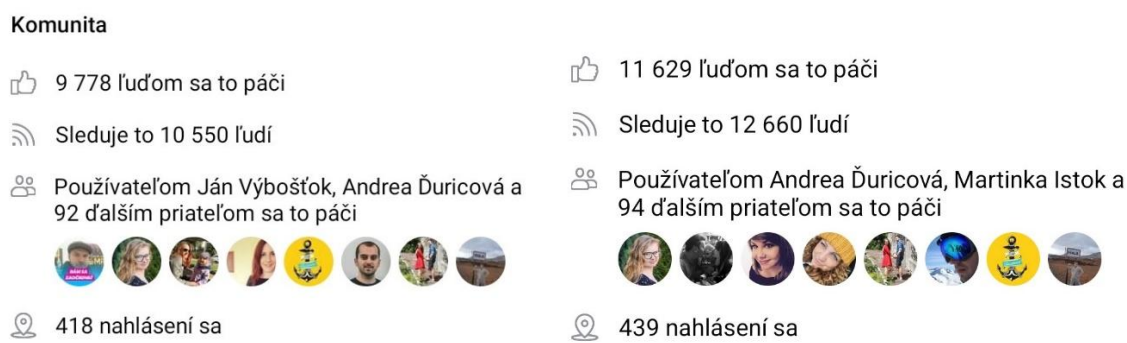 Komunita
9 778 ľuďom sa to páči
Sleduje to 10 550 ľudí
Používateľom Ján Výbošťok, Andrea Ďuricová a
92 ďalším priateľom sa to páči
418 nahlásení sa
11 629 ľuďom sa to páči
Sleduje to 12 660 ľudí
Používateľom Andrea Ďuricová, Martinka Istok a
94 ďalším priateľom sa to páči
439 nahlásení sa